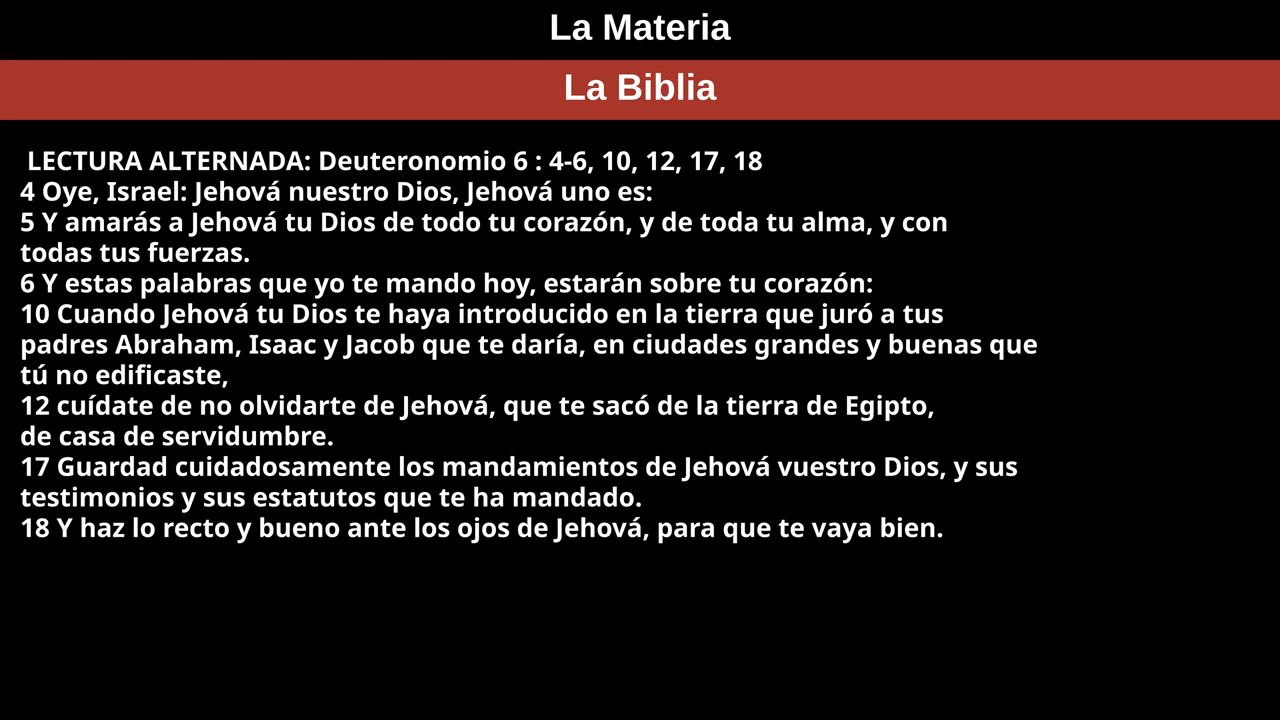 La Materia
La Biblia
LECTURA ALTERNADA: Deuteronomio 6 : 4-6, 10, 12, 17, 18
4 Oye, Israel: Jehová nuestro Dios, Jehová uno es:
5 Y amarás a Jehová tu Dios de todo tu corazón, y de toda tu alma, y con
todas tus fuerzas.
6 Y estas palabras que yo te mando hoy, estarán sobre tu corazón:
10 Cuando Jehová tu Dios te haya introducido en la tierra que juró a tus
padres Abraham, Isaac y Jacob que te daría, en ciudades grandes y buenas que
tú no edificaste,
12 cuídate de no olvidarte de Jehová, que te sacó de la tierra de Egipto,
de casa de servidumbre.
17 Guardad cuidadosamente los mandamientos de Jehová vuestro Dios, y sus
testimonios y sus estatutos que te ha mandado.
18 Y haz lo recto y bueno ante los ojos de Jehová, para que te vaya bien.